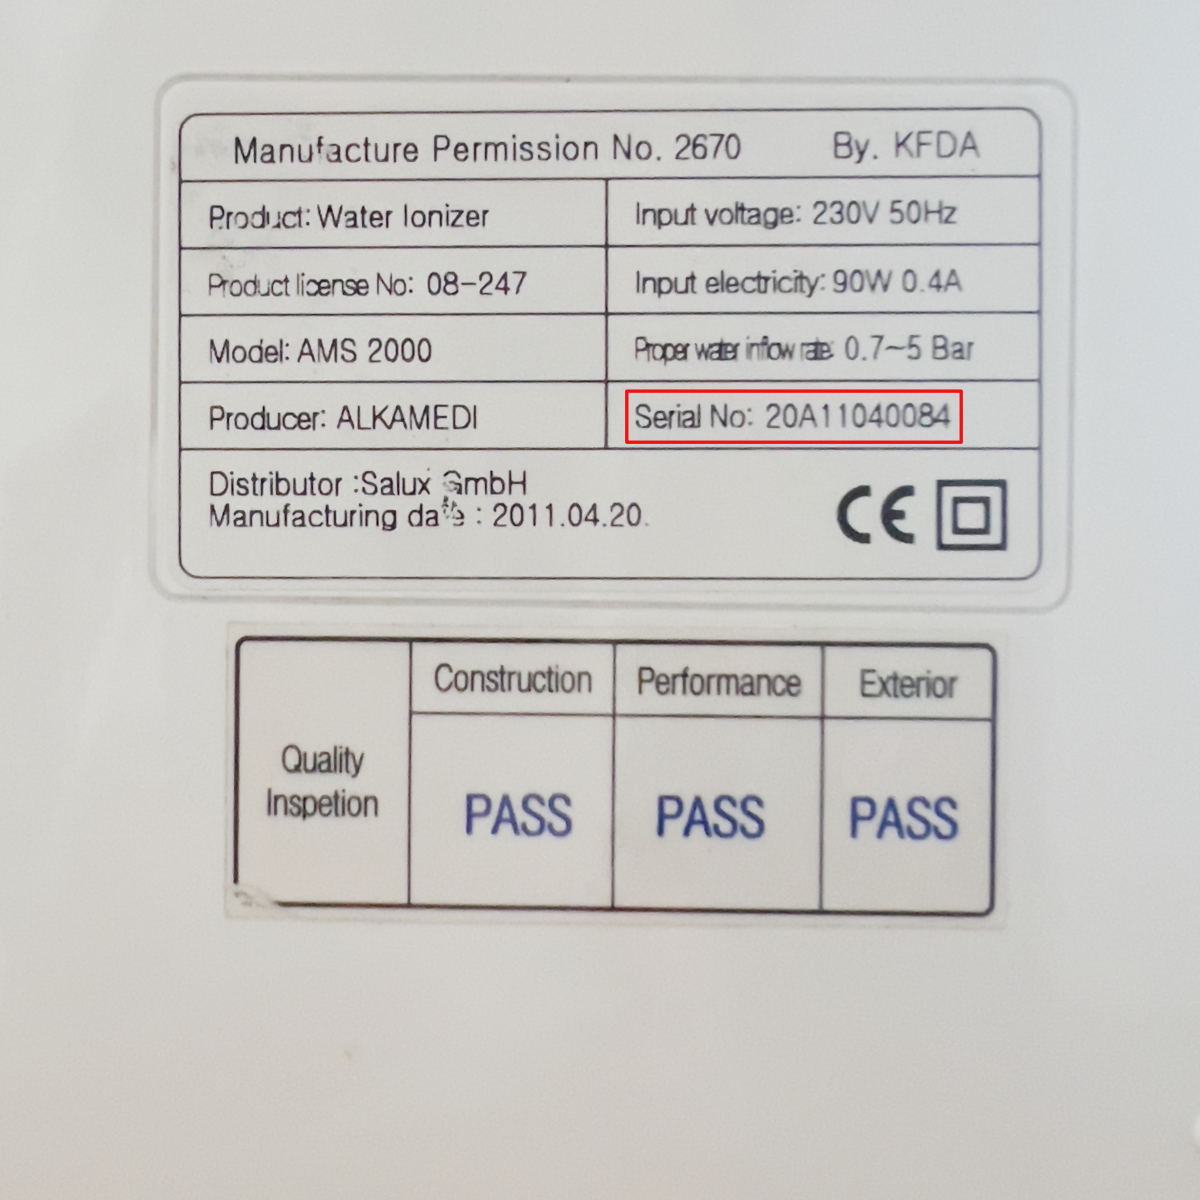 Manufacture Permission No. 2670 By. KFDA
Product: Water Ionizer
Input voltage: 230V 50Hz
Product license No: 08-247
Input electricity: 90W 0.4A
Model: AMS 2000
Proper water inflow rate: 0.7~5 Bar
Producer: ALKAMEDI
Serial No: 20A11040084
Distributor :Salux GmbH
Manufacturing date : 2011.04.20.
CE
Construction
Performance
Exterior
Quality
Inspetion
PASS
PASS
PASS